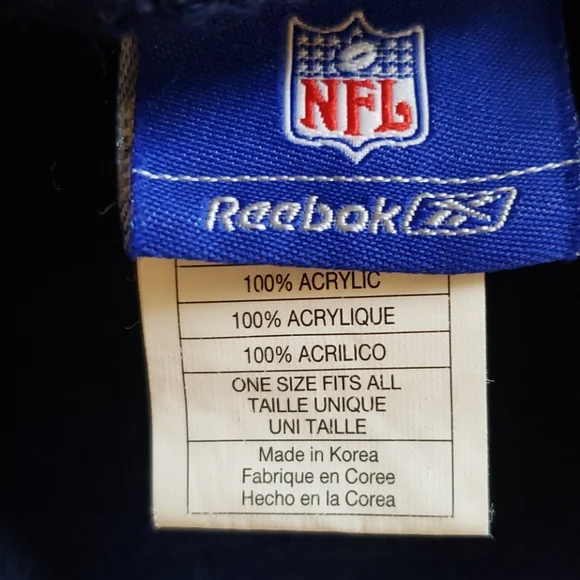 NFL
Reebok
100% ACRYLIC
100% ACRYLIQUE
100% ACRILICO
ONE SIZE FITS ALL
TAILLE UNIQUE
UNI TAILLE
Made in Korea
Fabrique en Coree
Hecho en la Corea